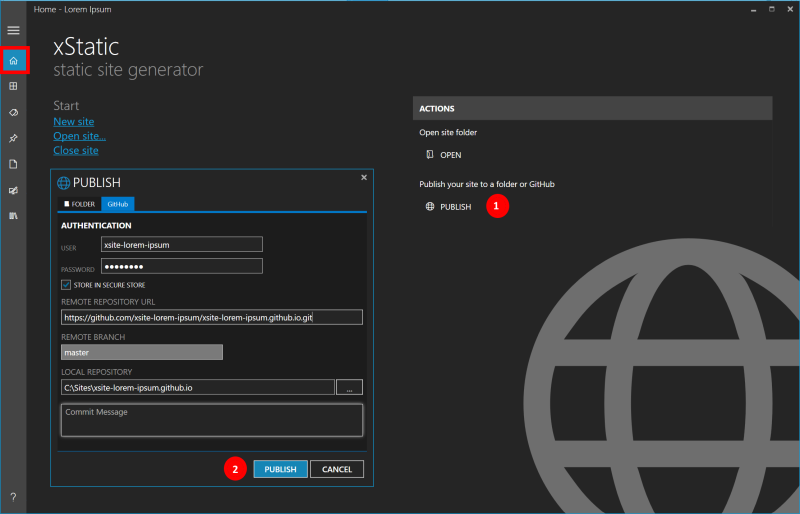 Home - Lorem Ipsum
xStatic
static site generator
Start
New site
Open site...
Close site
ACTIONS
Open site folder
OPEN
Publish your site to a folder or GitHub
PUBLISH 1
PUBLISH
FOLDER GitHub
AUTHENTICATION
USER xsite-lorem-ipsum
PASSWORD ••••••••
STORE IN SECURE STORE
REMOTE REPOSITORY URL
https://github.com/xsite-lorem-ipsum/xsite-lorem-ipsum.github.io.git
REMOTE BRANCH
master
LOCAL REPOSITORY
C:\Sites\xsite-lorem-ipsum.github.io ...
Commit Message
2 PUBLISH CANCEL
?